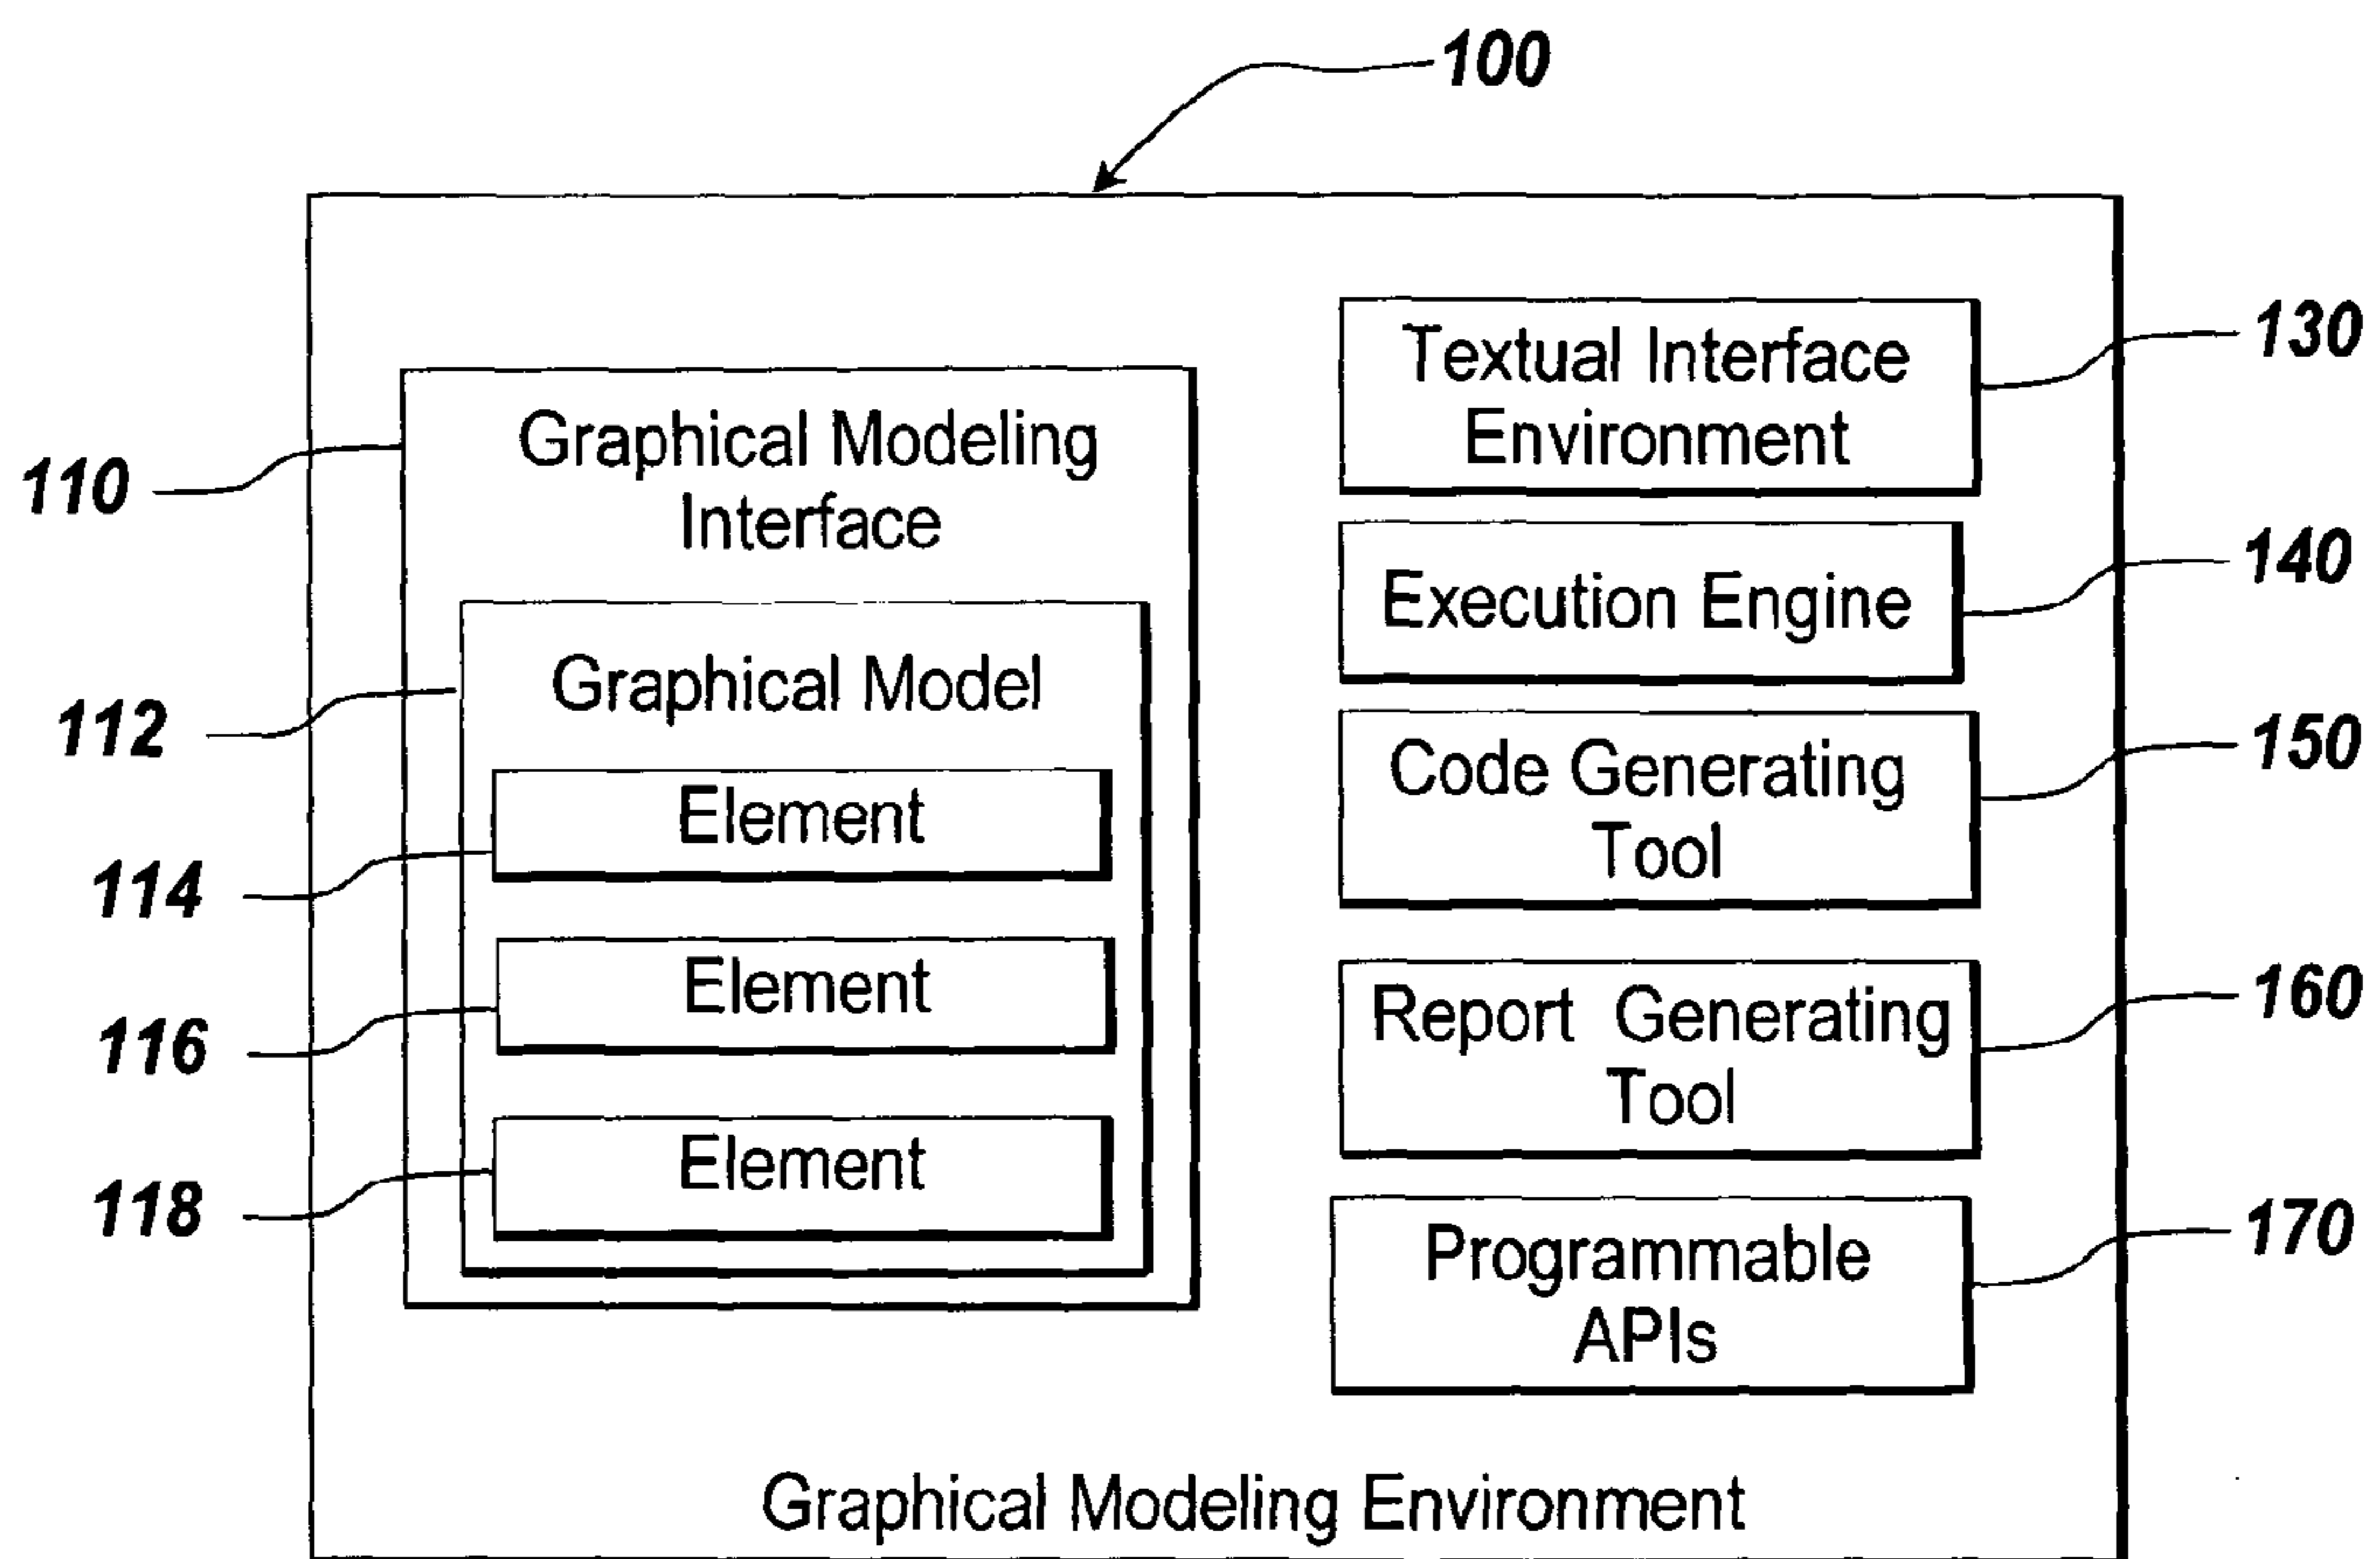 100
110
Graphical Modeling
Interface
112
Graphical Model
114
Element
116
Element
118
Element
Textual Interface
Environment
130
Execution Engine
140
Code Generating
Tool
150
Report Generating
Tool
160
Programmable
APIs
170
Graphical Modeling Environment